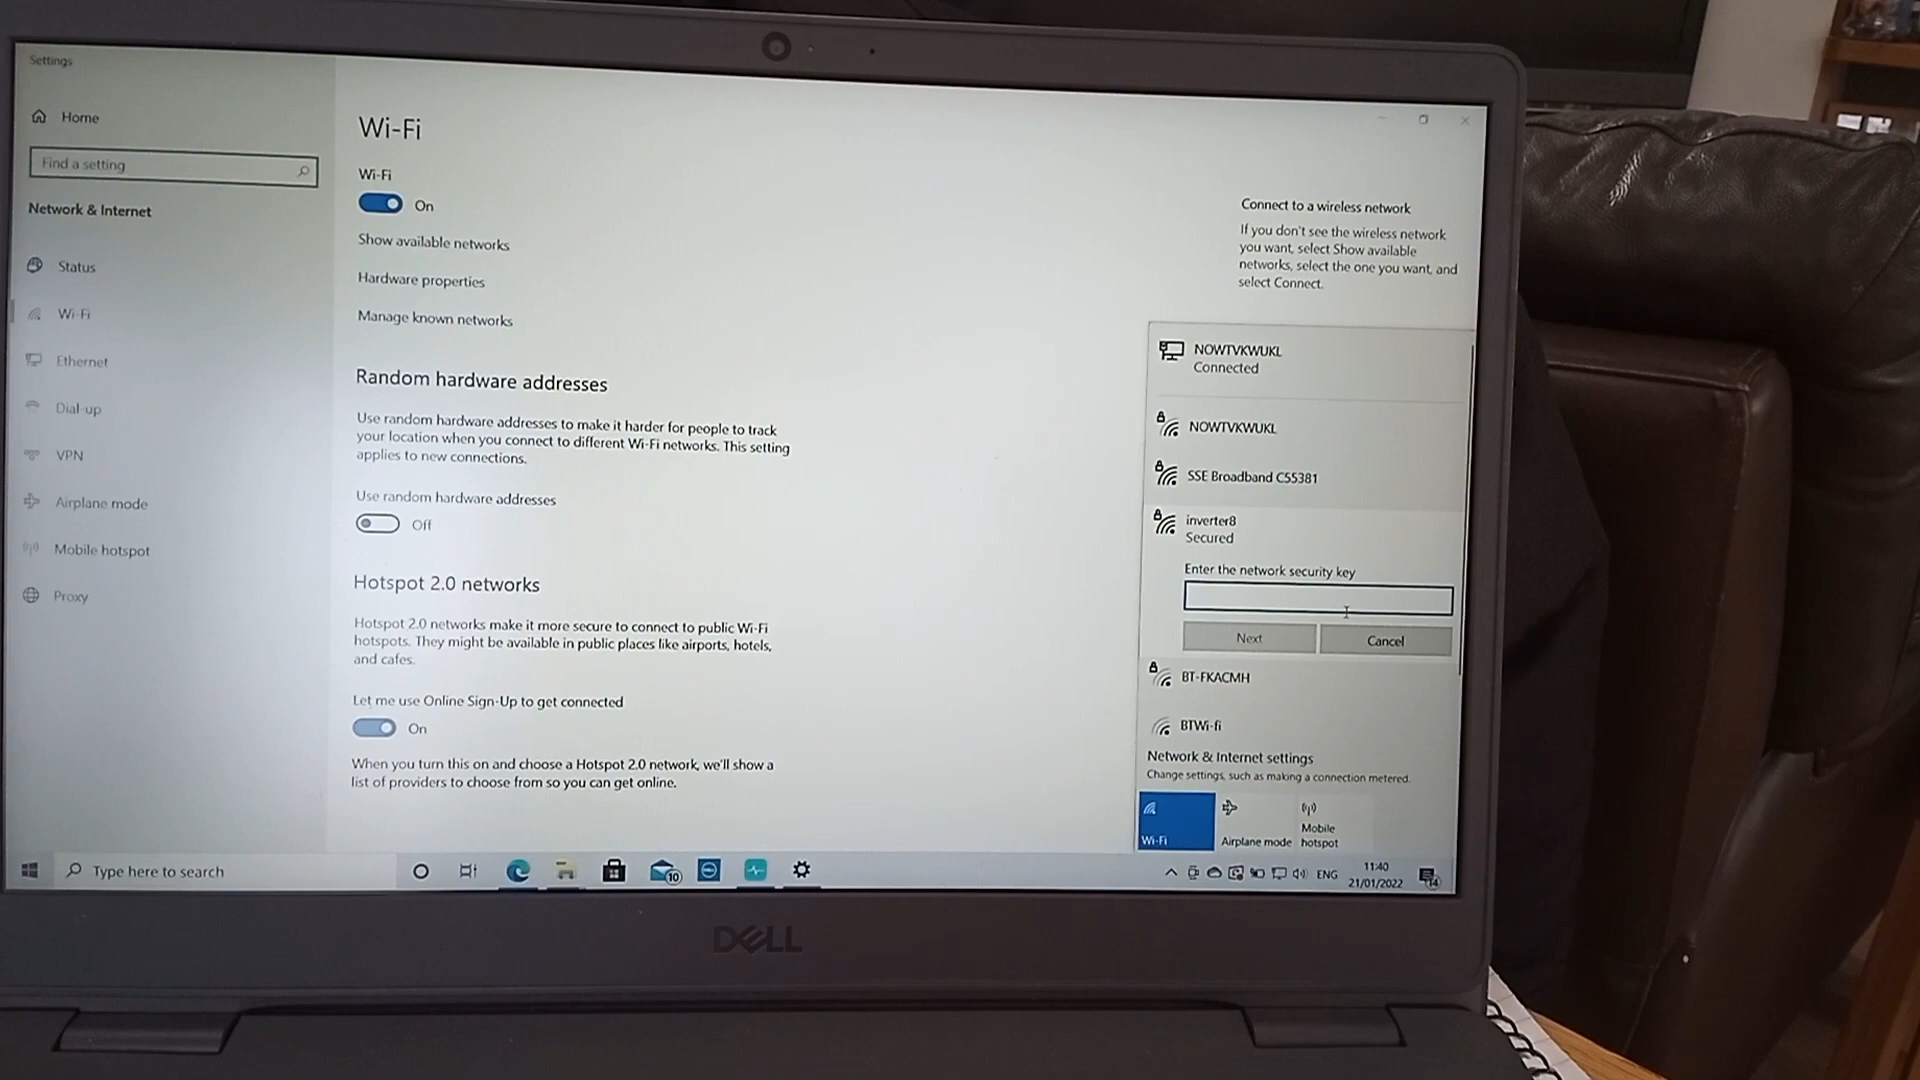 Settings
Home
Find a setting
Network & Internet
Status
Wi-Fi
Ethernet
Dial-up
VPN
Airplane mode
Mobile hotspot
Proxy
Wi-Fi
Wi-Fi
On
Show available networks
Hardware properties
Manage known networks
Random hardware addresses
Use random hardware addresses to make it harder for people to track
your location when you connect to different Wi-Fi networks. This setting
applies to new connections.
Use random hardware addresses
Off
Hotspot 2.0 networks
Hotspot 2.0 networks make it more secure to connect to public Wi-Fi
hotspots. They might be available in public places like airports, hotels,
and cafes.
Let me use Online Sign-Up to get connected
On
When you turn this on and choose a Hotspot 2.0 network, we'll show a
list of providers to choose from so you can get online.
Connect to a wireless network
If you don't see the wireless network
you want, select Show available
networks, select the one you want, and
select Connect.
NOWTVKWUKL
Connected
NOWTVKWUKL
SSE Broadband C55381
inverter8
Secured
Enter the network security key
Next
Cancel
BT-FKACMH
BTWi-fi
Network & Internet settings
Change settings, such as making a connection metered.
Wi-Fi
Airplane mode
Mobile
hotspot
Type here to search
10
ENG
11:40
21/01/2022
14
DELL